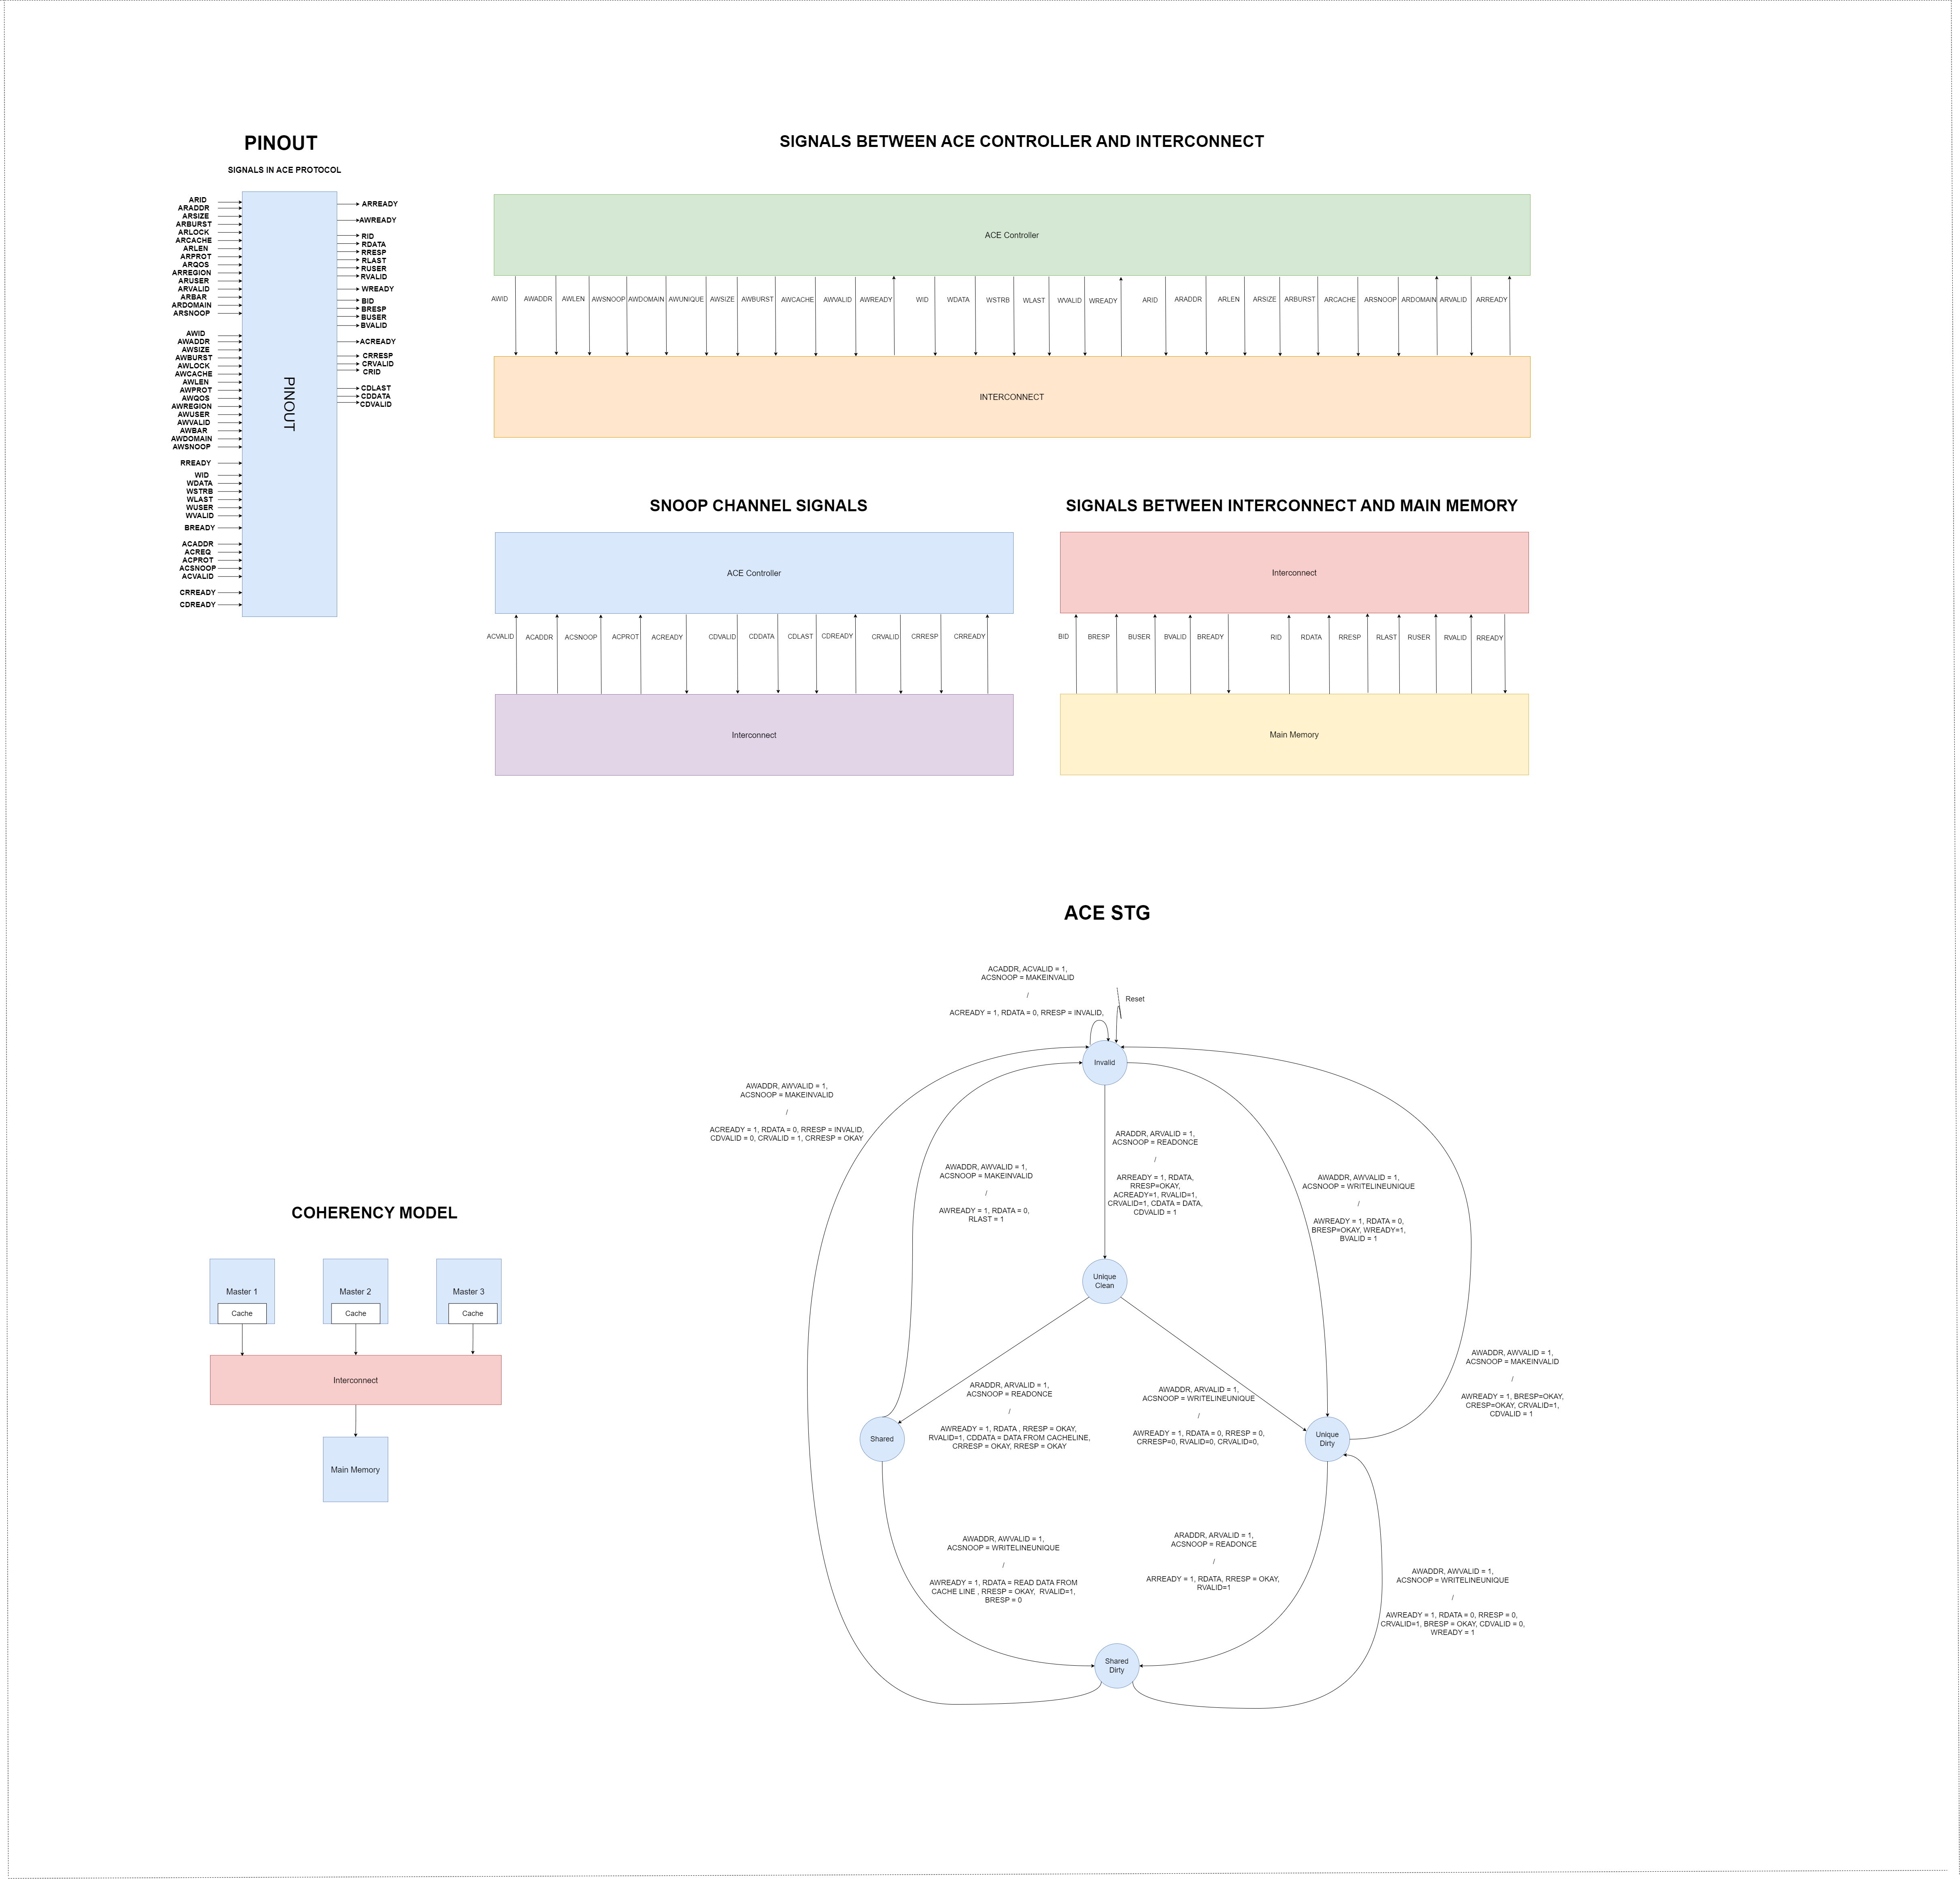 PINOUT
SIGNALS IN ACE PROTOCOL
ARID
ARADDR
ARSIZE
ARBURST
ARLOCK
ARCACHE
ARLEN
ARPROT
ARQOS
ARREGION
ARUSER
ARVALID
ARBAR
ARDOMAIN
ARSNOOP
AWID
AWADDR
AWSIZE
AWBURST
AWLOCK
AWCACHE
AWLEN
AWPROT
AWQOS
AWREGION
AWUSER
AWVALID
AWBAR
AWDOMAIN
AWSNOOP
RREADY
WID
WDATA
WSTRB
WLAST
WUSER
WVALID
BREADY
ACADDR
ACREQ
ACPROT
ACSNOOP
ACVALID
CRREADY
CDREADY
PINOUT
ARREADY
AWREADY
RID
RDATA
RRESP
RLAST
RUSER
RVALID
WREADY
BID
BRESP
BUSER
BVALID
ACREADY
CRRESP
CRVALID
CRID
CDLAST
CDDATA
CDVALID
SIGNALS BETWEEN ACE CONTROLLER AND INTERCONNECT
ACE Controller
AWID AWADDR AWLEN AWSNOOP AWDOMAIN AWUNIQUE AWSIZE AWBURST AWCACHE AWVALID AWREADY WID WDATA WSTRB WLAST WVALID WREADY ARID ARADDR ARLEN ARSIZE ARBURST ARCACHE ARSNOOP ARDOMAIN ARVALID ARREADY
INTERCONNECT
SNOOP CHANNEL SIGNALS
ACE Controller
ACVALID ACADDR ACSNOOP ACPROT ACREADY CDVALID CDDATA CDLAST CDREADY CRVALID CRRESP CRREADY
Interconnect
SIGNALS BETWEEN INTERCONNECT AND MAIN MEMORY
Interconnect
BID BRESP BUSER BVALID BREADY RID RDATA RRESP RLAST RUSER RVALID RREADY
Main Memory
ACE STG
ACADDR, ACVALID = 1,
ACSNOOP = MAKEINVALID
/
ACREADY = 1, RDATA = 0, RRESP = INVALID,
Reset
Invalid
AWADDR, AWVALID = 1,
ACSNOOP = MAKEINVALID
/
ACREADY = 1, RDATA = 0, RRESP = INVALID,
CDVALID = 0, CRVALID = 1, CRRESP = OKAY
AWADDR, AWVALID = 1,
ACSNOOP = MAKEINVALID
/
AWREADY = 1, RDATA = 0,
RLAST = 1
ARADDR, ARVALID = 1,
ACSNOOP = READONCE
/
ARREADY = 1, RDATA,
RRESP=OKAY,
ACREADY=1, RVALID=1,
CRVALID=1, CDATA = DATA,
CDVALID = 1
AWADDR, AWVALID = 1,
ACSNOOP = WRITELINEUNIQUE
/
AWREADY = 1, RDATA = 0,
BRESP=OKAY, WREADY=1,
BVALID = 1
Unique
Clean
AWADDR, AWVALID = 1,
ACSNOOP = MAKEINVALID
/
AWREADY = 1, BRESP=OKAY,
CRESP=OKAY, CRVALID=1,
CDVALID = 1
ARADDR, ARVALID = 1,
ACSNOOP = READONCE
/
AWREADY = 1, RDATA , RRESP = OKAY,
RVALID=1, CDDATA = DATA FROM CACHELINE,
CRRESP = OKAY, RRESP = OKAY
AWADDR, ARVALID = 1,
ACSNOOP = WRITELINEUNIQUE
/
AWREADY = 1, RDATA = 0, RRESP = 0,
CRRESP=0, RVALID=0, CRVALID=0,
Shared
Unique
Dirty
AWADDR, AWVALID = 1,
ACSNOOP = WRITELINEUNIQUE
/
AWREADY = 1, RDATA = READ DATA FROM
CACHE LINE , RRESP = OKAY, RVALID=1,
BRESP = 0
ARADDR, ARVALID = 1,
ACSNOOP = READONCE
/
ARREADY = 1, RDATA, RRESP = OKAY,
RVALID=1
AWADDR, AWVALID = 1,
ACSNOOP = WRITELINEUNIQUE
/
AWREADY = 1, RDATA = 0, RRESP = 0,
CRVALID=1, BRESP = OKAY, CDVALID = 0,
WREADY = 1
Shared
Dirty
COHERENCY MODEL
Master 1
Cache
Master 2
Cache
Master 3
Cache
Interconnect
Main Memory